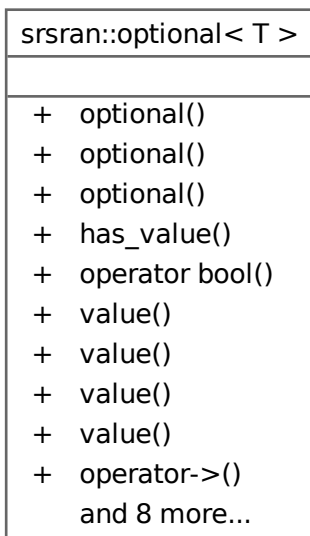 srsran::optional< T >
+ optional()
+ optional()
+ optional()
+ has_value()
+ operator bool()
+ value()
+ value()
+ value()
+ value()
+ operator->()
and 8 more...